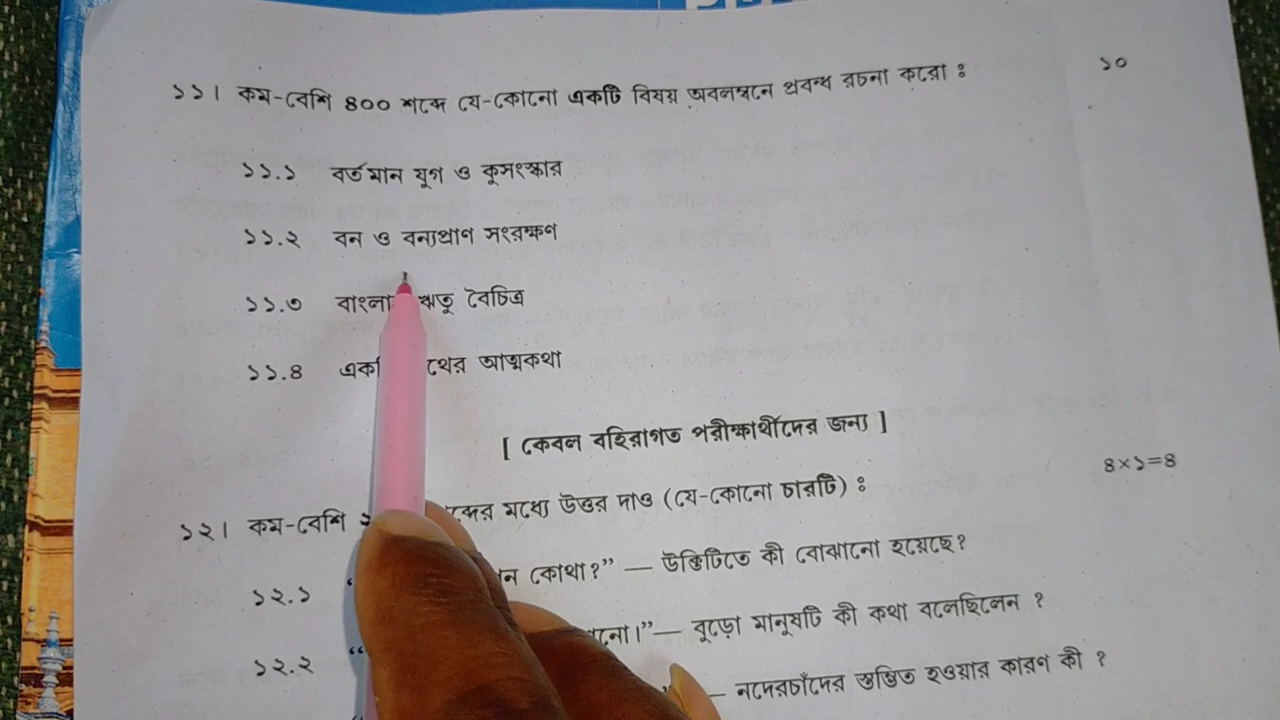 ১১। কম-বেশি ৪০০ শব্দে যে-কোনো একটি বিষয় অবলম্বনে প্রবন্ধ রচনা করো : ১০
১১.১ বর্তমান যুগ ও কুসংস্কার
১১.২ বন ও বন্যপ্রাণ সংরক্ষণ
১১.৩ বাংলা ঋতু বৈচিত্র
১১.৪ থের আত্মকথা
[ কেবল বহিরাগত পরীক্ষার্থীদের জন্য ]
১২। কম-বেশি মধ্যে উত্তর দাও (যে-কোনো চারটি) : ৪×১=৪
১২.১ ন কোথা?” — উক্তিটিতে কী বোঝানো হয়েছে?
১২.২ “ নো।”— বুড়ো মানুষটি কী কথা বলেছিলেন ?
— নদেরচাঁদের স্তম্ভিত হওয়ার কারণ কী ?